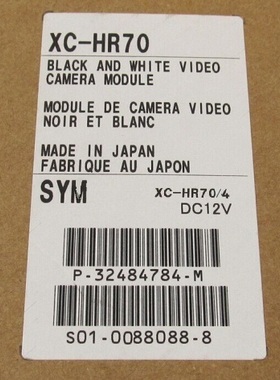 XC-HR70
BLACK AND WHITE VIDEO
CAMERA MODULE
MODULE DE CAMERA VIDEO
NOIR ET BLANC
MADE IN JAPAN
FABRIQUE AU JAPON
SYM
XC-HR70/4
DC12V
P-32484784-M
S01-0088088-8